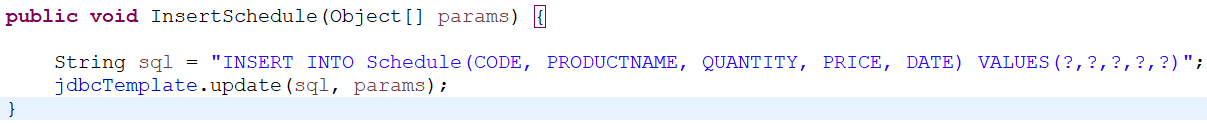 public void InsertSchedule(Object[] params) {
String sql = "INSERT INTO Schedule(CODE, PRODUCTNAME, QUANTITY, PRICE, DATE) VALUES(?,?,?,?,?)";
jdbcTemplate.update(sql, params);
}